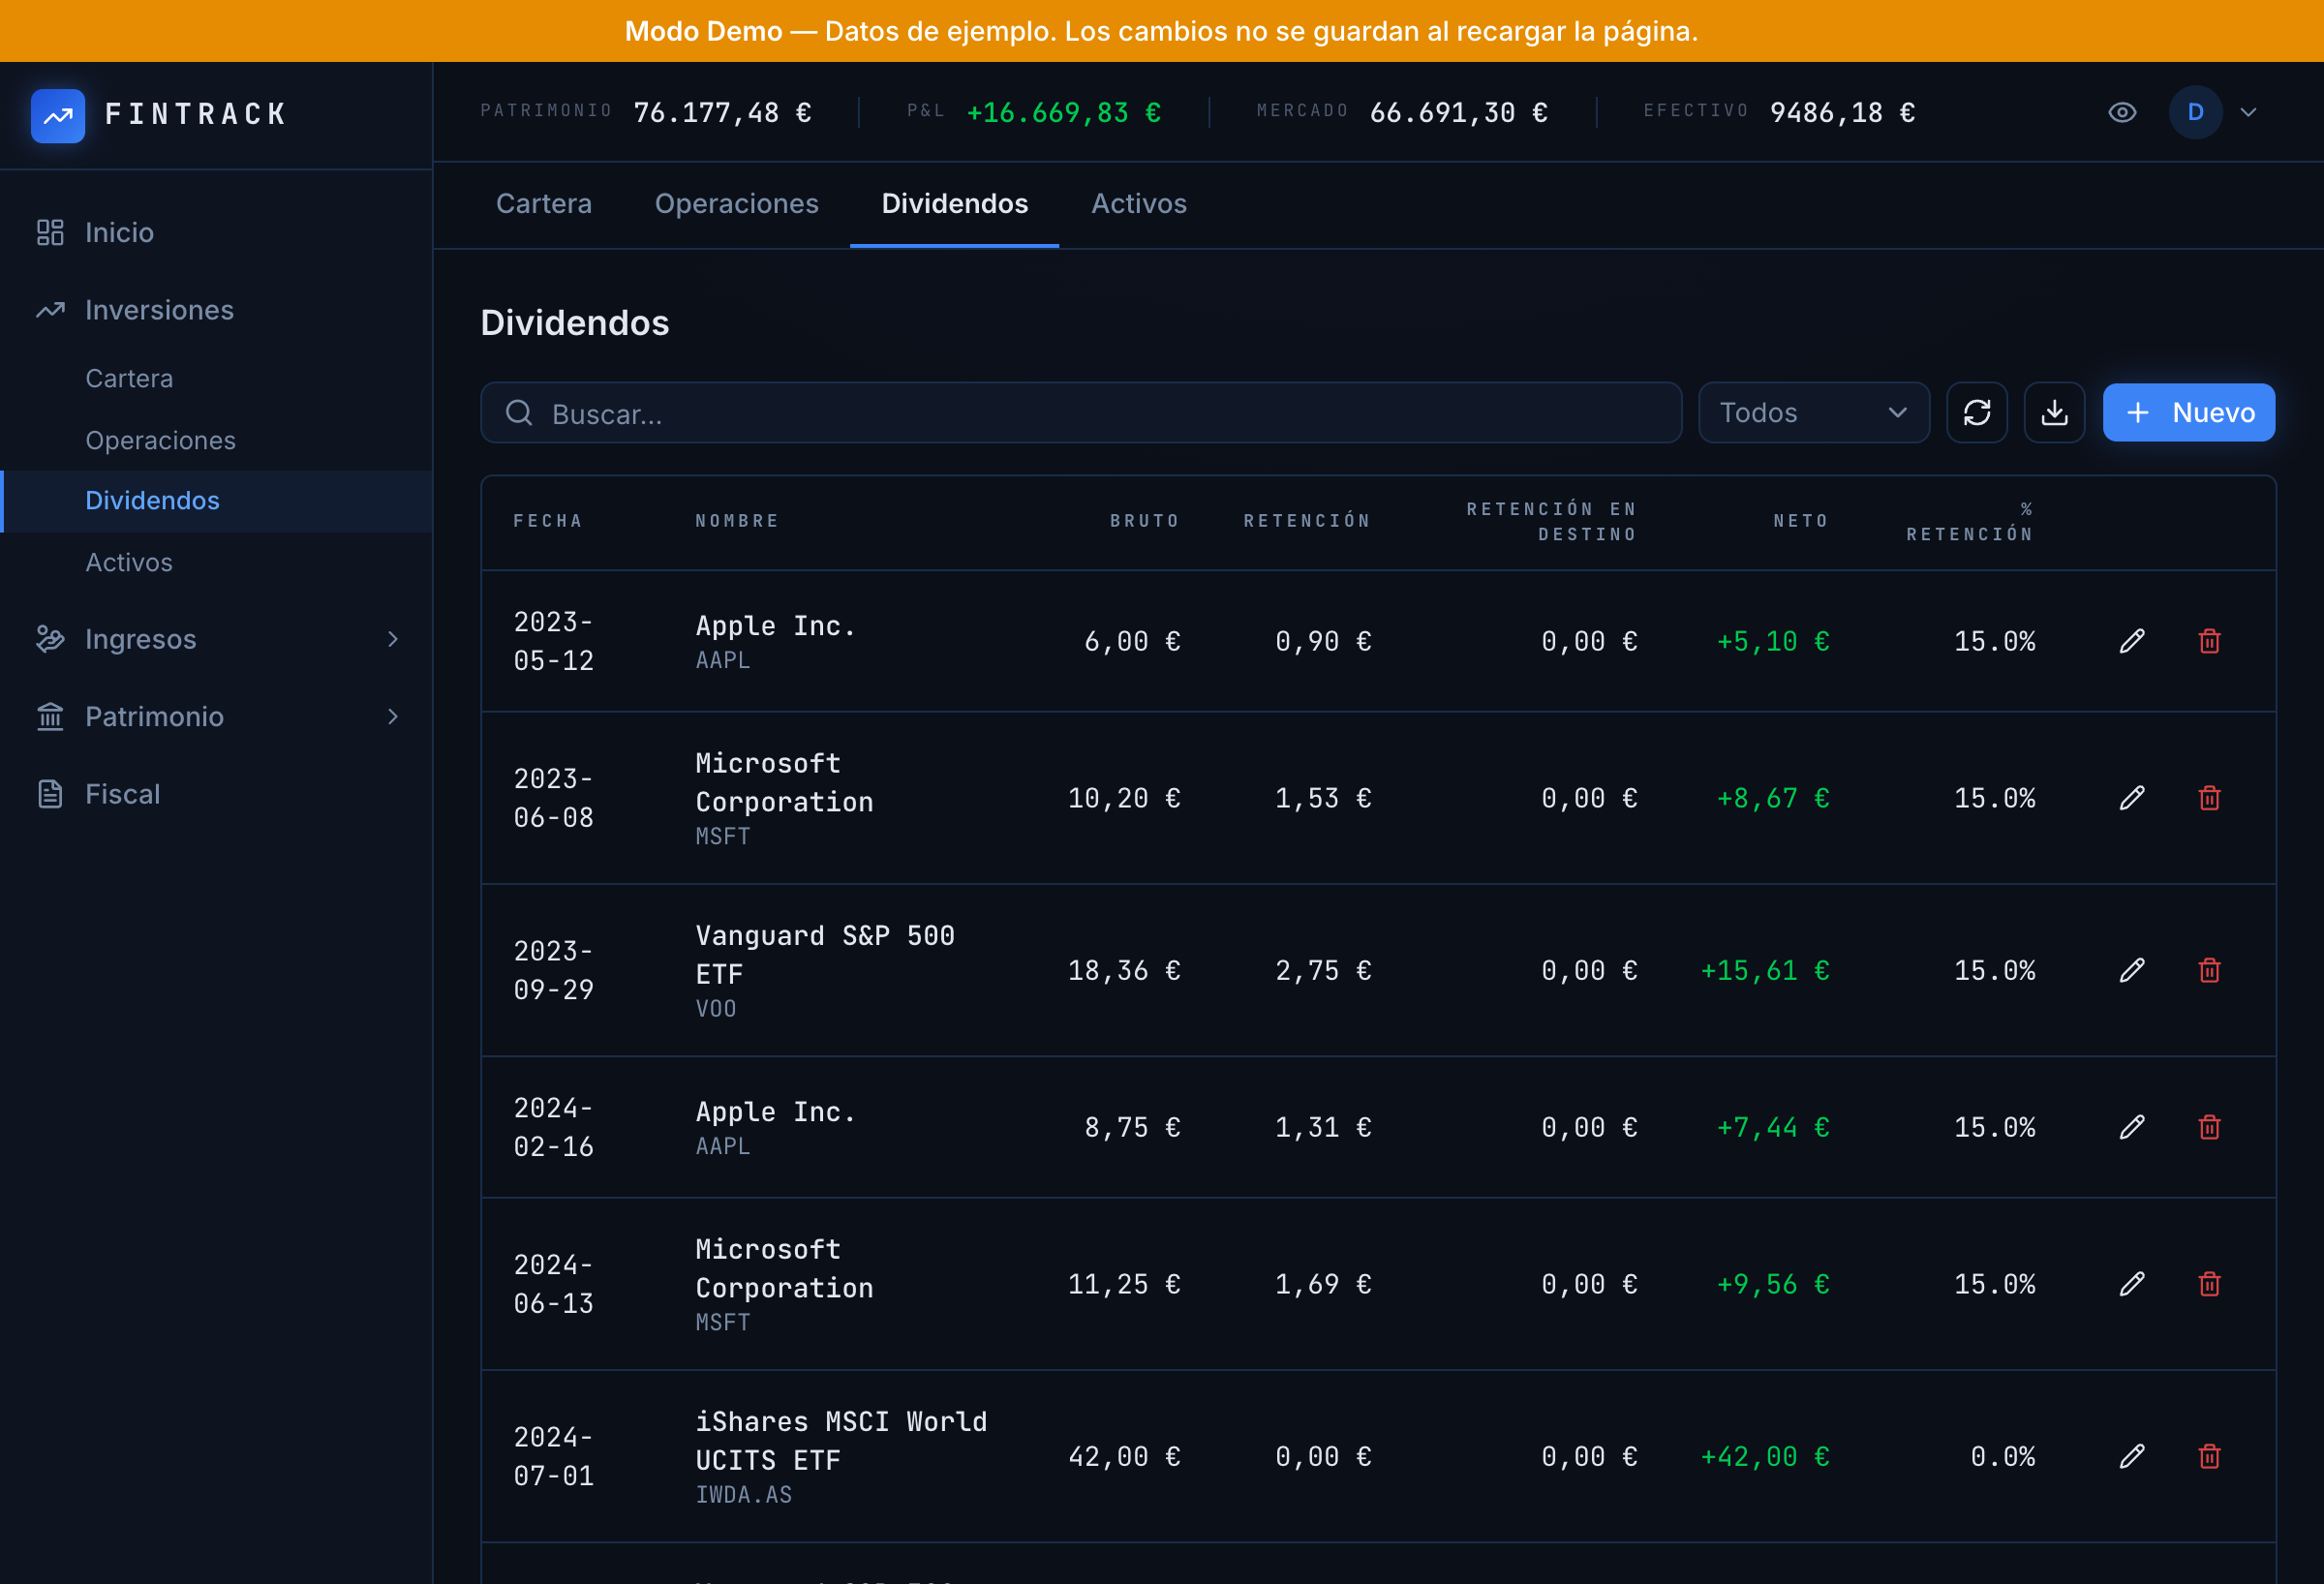 Modo Demo — Datos de ejemplo. Los cambios no se guardan al recargar la página.
FINTRACK
PATRIMONIO 76.177,48 € P&L +16.669,83 € MERCADO 66.691,30 € EFECTIVO 9486,18 € D
Cartera Operaciones Dividendos Activos
Inicio
Inversiones
Cartera
Operaciones
Dividendos
Activos
Ingresos
Patrimonio
Fiscal
Dividendos
Buscar... Todos Nuevo
FECHA NOMBRE BRUTO RETENCIÓN RETENCIÓN EN DESTINO NETO % RETENCIÓN
2023-
05-12
Apple Inc.
AAPL
6,00 € 0,90 € 0,00 € +5,10 € 15.0%
2023-
06-08
Microsoft
Corporation
MSFT
10,20 € 1,53 € 0,00 € +8,67 € 15.0%
2023-
09-29
Vanguard S&P 500
ETF
VOO
18,36 € 2,75 € 0,00 € +15,61 € 15.0%
2024-
02-16
Apple Inc.
AAPL
8,75 € 1,31 € 0,00 € +7,44 € 15.0%
2024-
06-13
Microsoft
Corporation
MSFT
11,25 € 1,69 € 0,00 € +9,56 € 15.0%
2024-
07-01
iShares MSCI World
UCITS ETF
IWDA.AS
42,00 € 0,00 € 0,00 € +42,00 € 0.0%